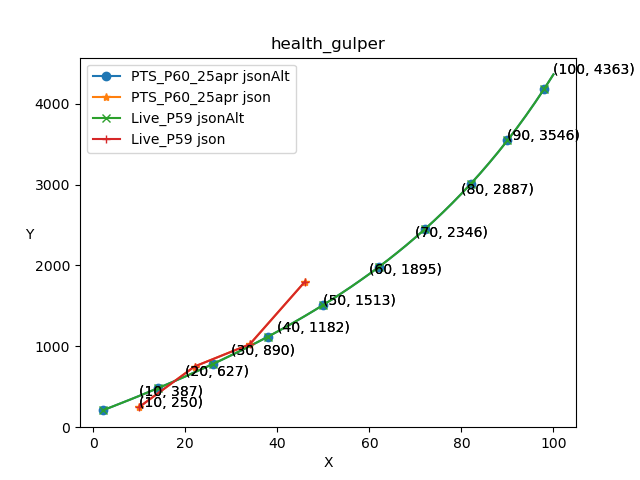 health_gulper
PTS_P60_25apr jsonAlt
PTS_P60_25apr json
Live_P59 jsonAlt
Live_P59 json
(100, 4363)
(90, 3546)
(80, 2887)
(70, 2346)
(60, 1895)
(50, 1513)
(40, 1182)
(30, 890)
(20, 627)
(10, 387)
(10, 250)
4000
3000
2000
1000
0
Y
0 20 40 60 80 100
X